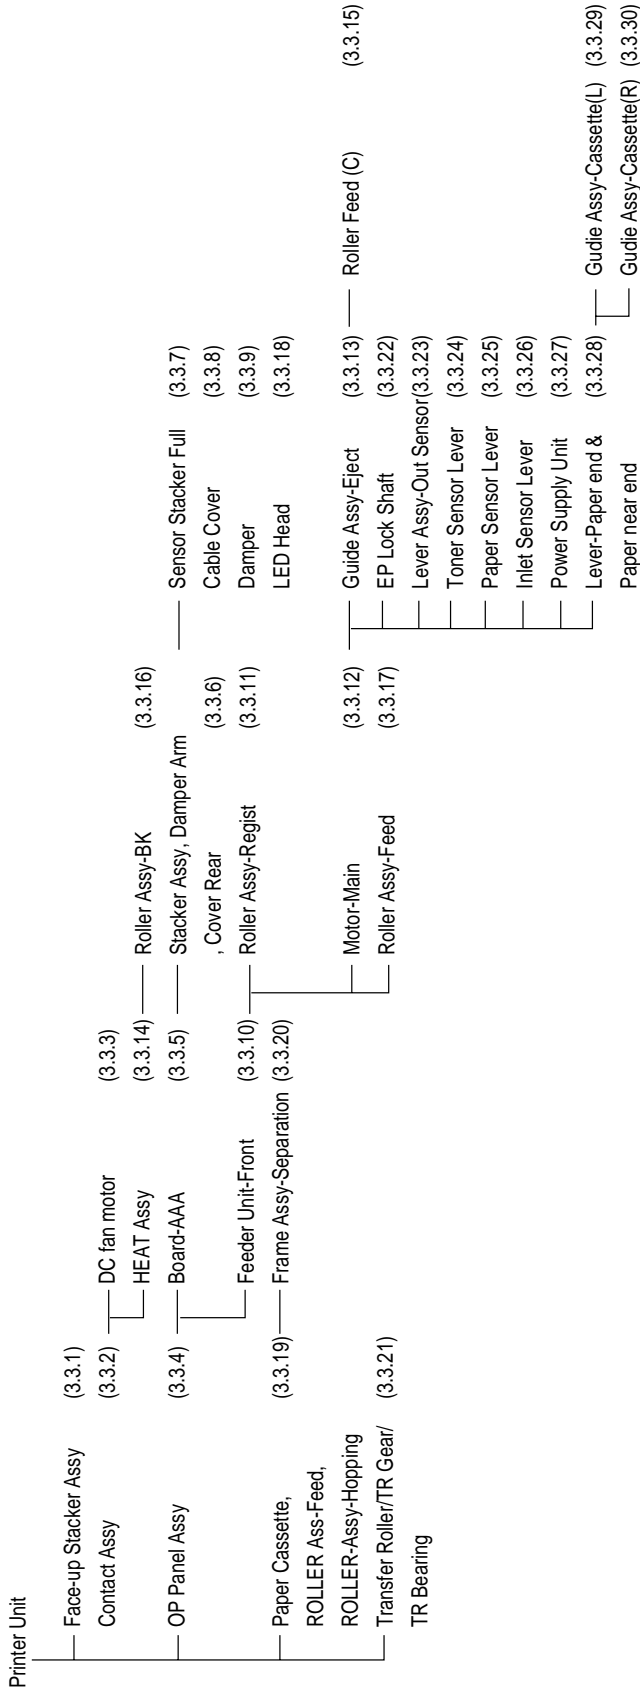 Printer Unit
Face-up Stacker Assy (3.3.1)
Contact Assy (3.3.2)
DC fan motor (3.3.3)
HEAT Assy (3.3.14)
Roller Assy-BK (3.3.16)
OP Panel Assy (3.3.4)
Board-AAA (3.3.5)
Stacker Assy, Damper Arm
, Cover Rear (3.3.6)
Sensor Stacker Full (3.3.7)
Cable Cover (3.3.8)
Damper (3.3.9)
LED Head (3.3.18)
Feeder Unit-Front (3.3.10)
Roller Assy-Regist (3.3.11)
Motor-Main (3.3.12)
Roller Assy-Feed (3.3.17)
Guide Assy-Eject (3.3.13)
Roller Feed (C) (3.3.15)
EP Lock Shaft (3.3.22)
Lever Assy-Out Sensor(3.3.23)
Toner Sensor Lever (3.3.24)
Paper Sensor Lever (3.3.25)
Inlet Sensor Lever (3.3.26)
Power Supply Unit (3.3.27)
Lever-Paper end & (3.3.28)
Paper near end
Gudie Assy-Cassette(L) (3.3.29)
Gudie Assy-Cassette(R) (3.3.30)
Paper Cassette, (3.3.19)
ROLLER Ass-Feed,
ROLLER-Assy-Hopping
Frame Assy-Separation (3.3.20)
Transfer Roller/TR Gear/ (3.3.21)
TR Bearing